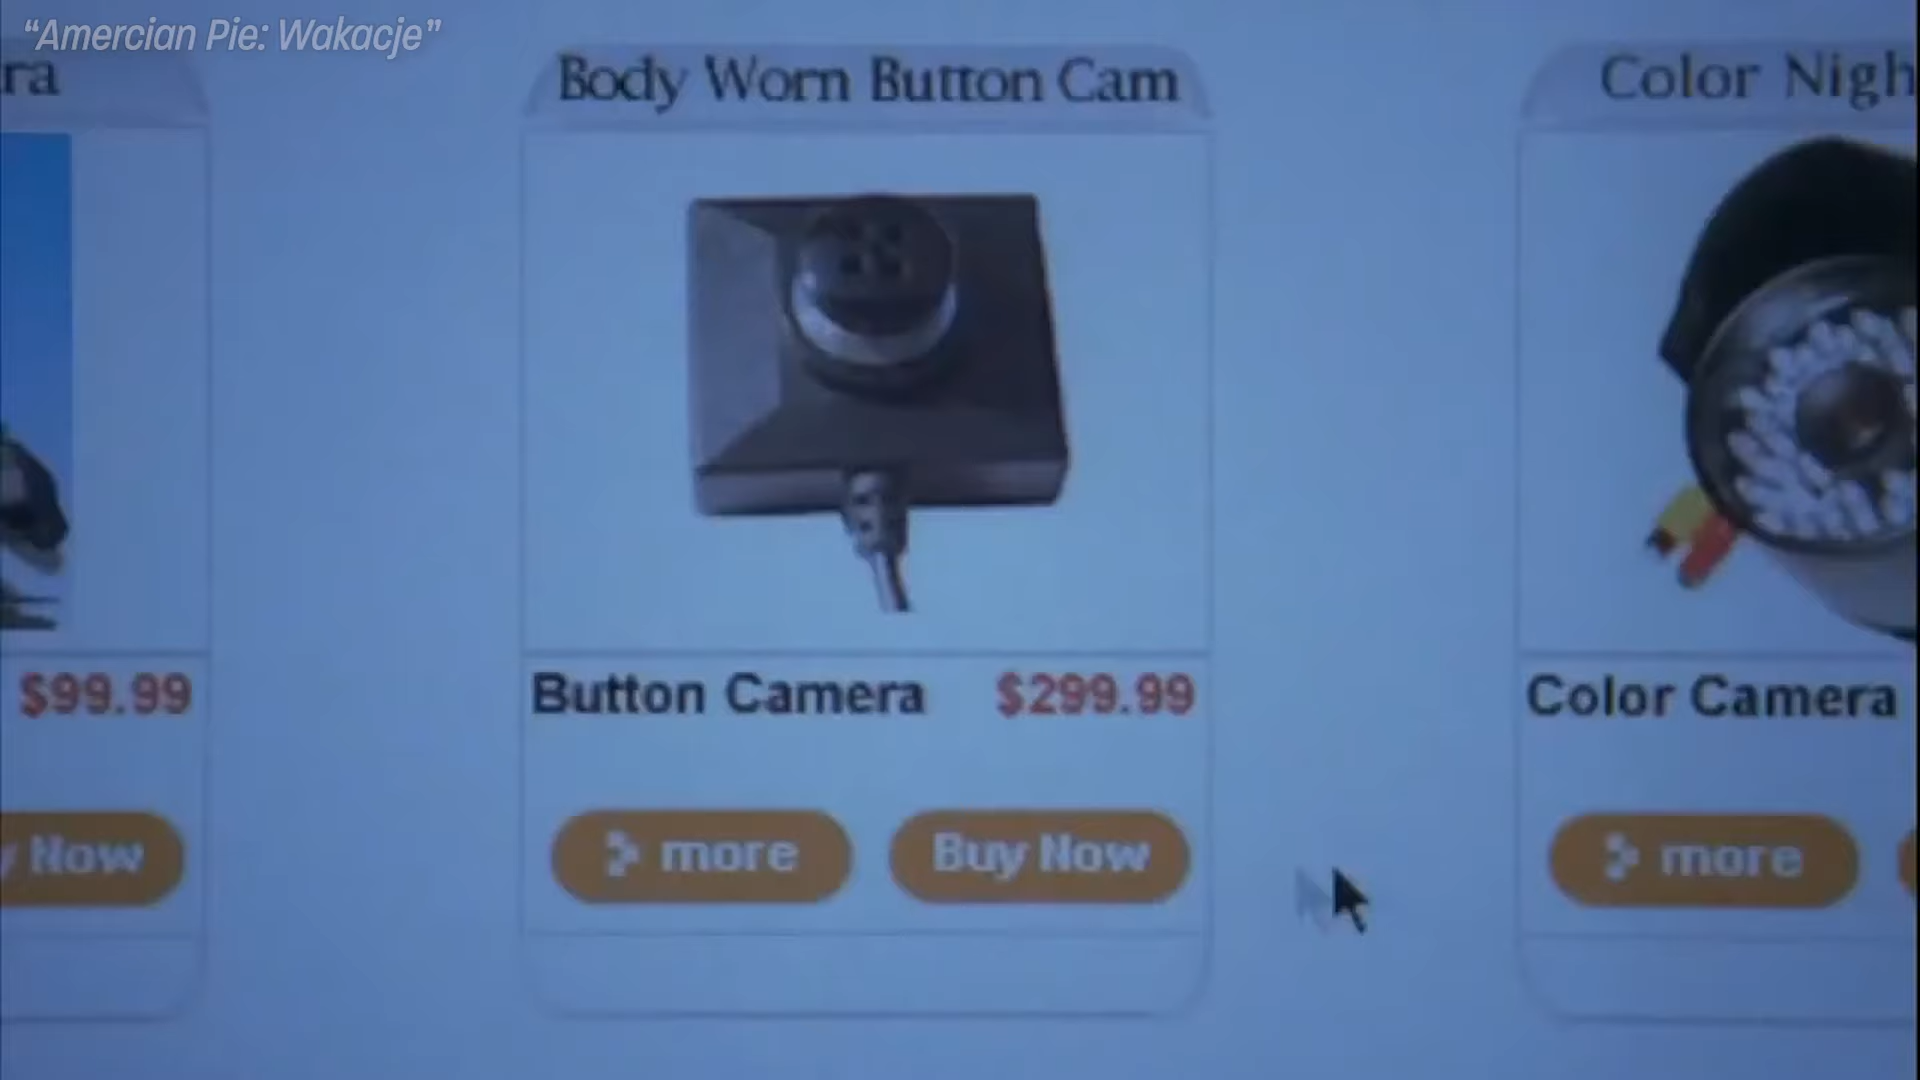 “Amercian Pie: Wakacje”
ra
Body Worn Button Cam
Color Nigh
$99.99
Button Camera $299.99
Color Camera
y Now
more
Buy Now
more